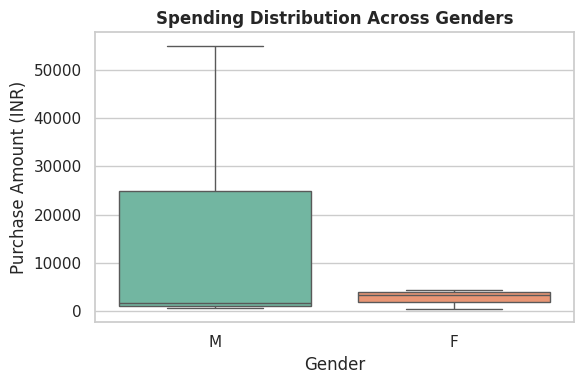 Spending Distribution Across Genders
Purchase Amount (INR)
50000
40000
30000
20000
10000
0
M
F
Gender